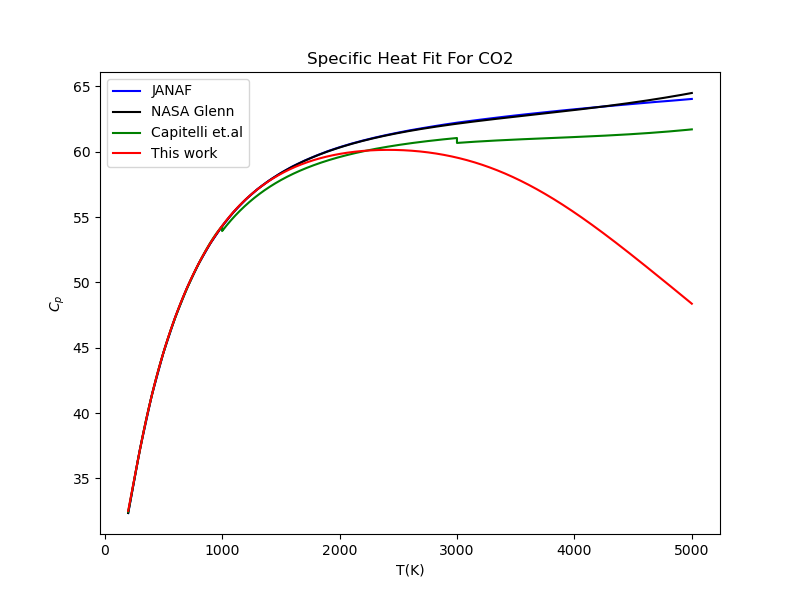 Specific Heat Fit For CO2
JANAF
NASA Glenn
Capitelli et.al
This work
65
60
55
50
45
40
35
C_p
0 1000 2000 3000 4000 5000
T(K)